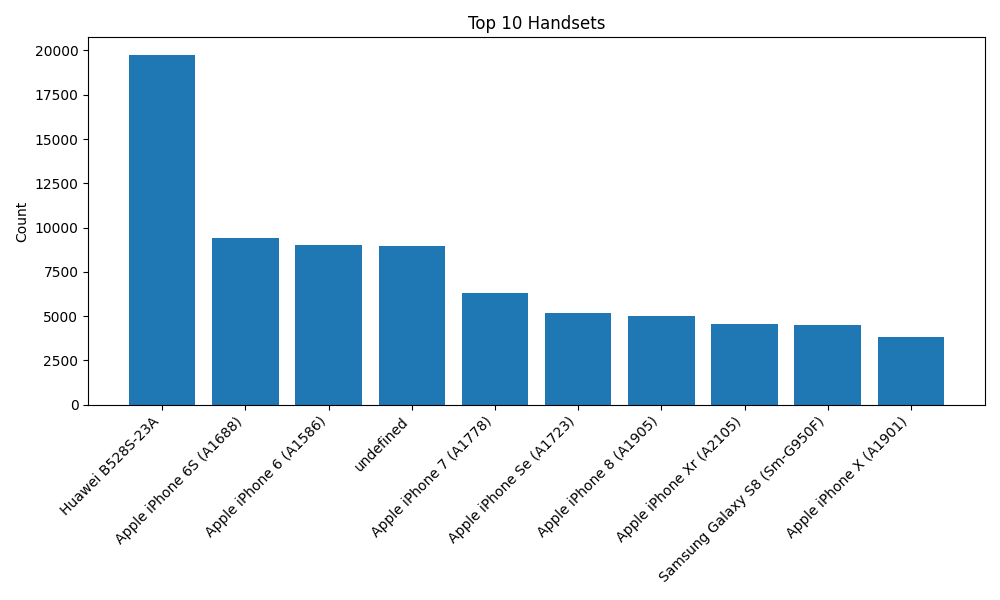 Top 10 Handsets
20000
17500
15000
12500
10000
7500
5000
2500
0
Count
Huawei B528S-23A
Apple iPhone 6S (A1688)
Apple iPhone 6 (A1586)
undefined
Apple iPhone 7 (A1778)
Apple iPhone Se (A1723)
Apple iPhone 8 (A1905)
Apple iPhone Xr (A2105)
Samsung Galaxy S8 (Sm-G950F)
Apple iPhone X (A1901)